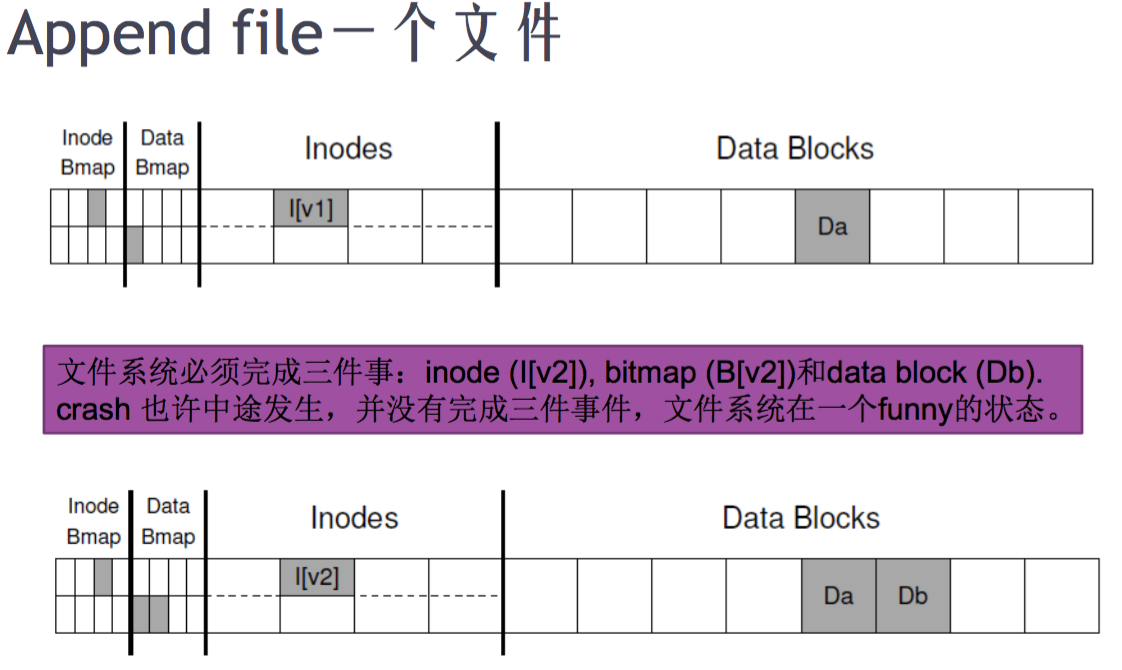 Append file一个文件
Inode Data
Bmap Bmap
Inodes
Data Blocks
I[v1]
Da
文件系统必须完成三件事：inode (I[v2]), bitmap (B[v2])和data block (Db).
crash 也许中途发生，并没有完成三件事件，文件系统在一个funny的状态。
Inode Data
Bmap Bmap
Inodes
Data Blocks
I[v2]
Da
Db